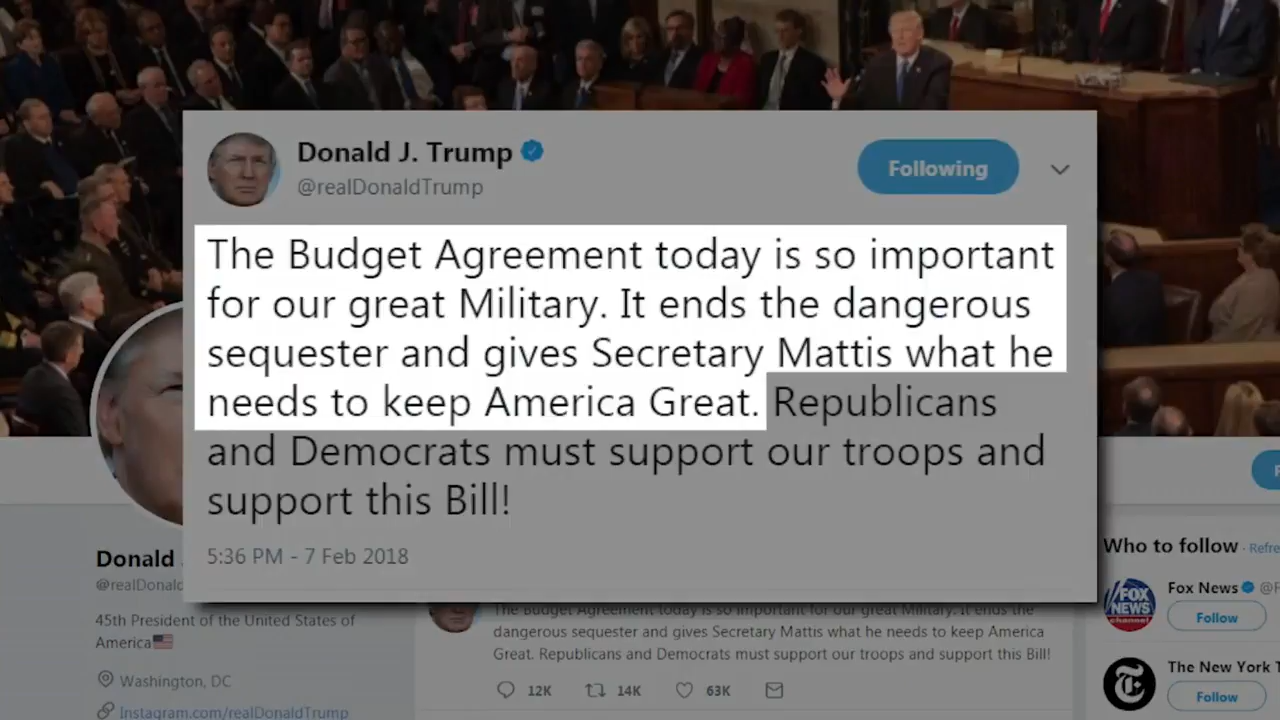 Donald J. Trump
@realDonaldTrump
Following
The Budget Agreement today is so important
for our great Military. It ends the dangerous
sequester and gives Secretary Mattis what he
needs to keep America Great. Republicans
and Democrats must support our troops and
support this Bill!
5:36 PM - 7 Feb 2018
Donald
@realDonald
45th President of the United States of
America
Washington, DC
Instagram.com/realDonaldTrump
The Budget Agreement today is so important for our great Military. It ends the
dangerous sequester and gives Secretary Mattis what he needs to keep America
Great. Republicans and Democrats must support our troops and support this Bill!
12K
14K
63K
Who to follow · Refre
Fox News @F
FOX
NEWS
channel
Follow
The New York T
Follow